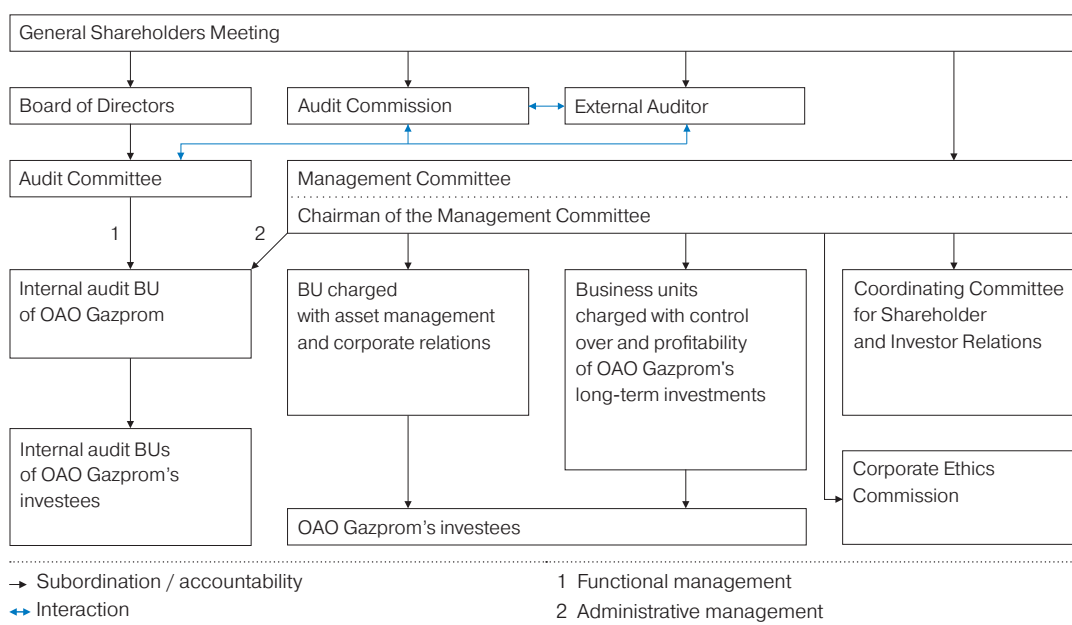 General Shareholders Meeting
Board of Directors
Audit Commission
External Auditor
Audit Committee
Management Committee
Chairman of the Management Committee
1
2
Internal audit BU
of OAO Gazprom
BU charged
with asset management
and corporate relations
Business units
charged with control
over and profitability
of OAO Gazprom's
long-term investments
Coordinating Committee
for Shareholder
and Investor Relations
Internal audit BUs
of OAO Gazprom's
investees
Corporate Ethics
Commission
OAO Gazprom's investees
Subordination / accountability
Interaction
1 Functional management
2 Administrative management